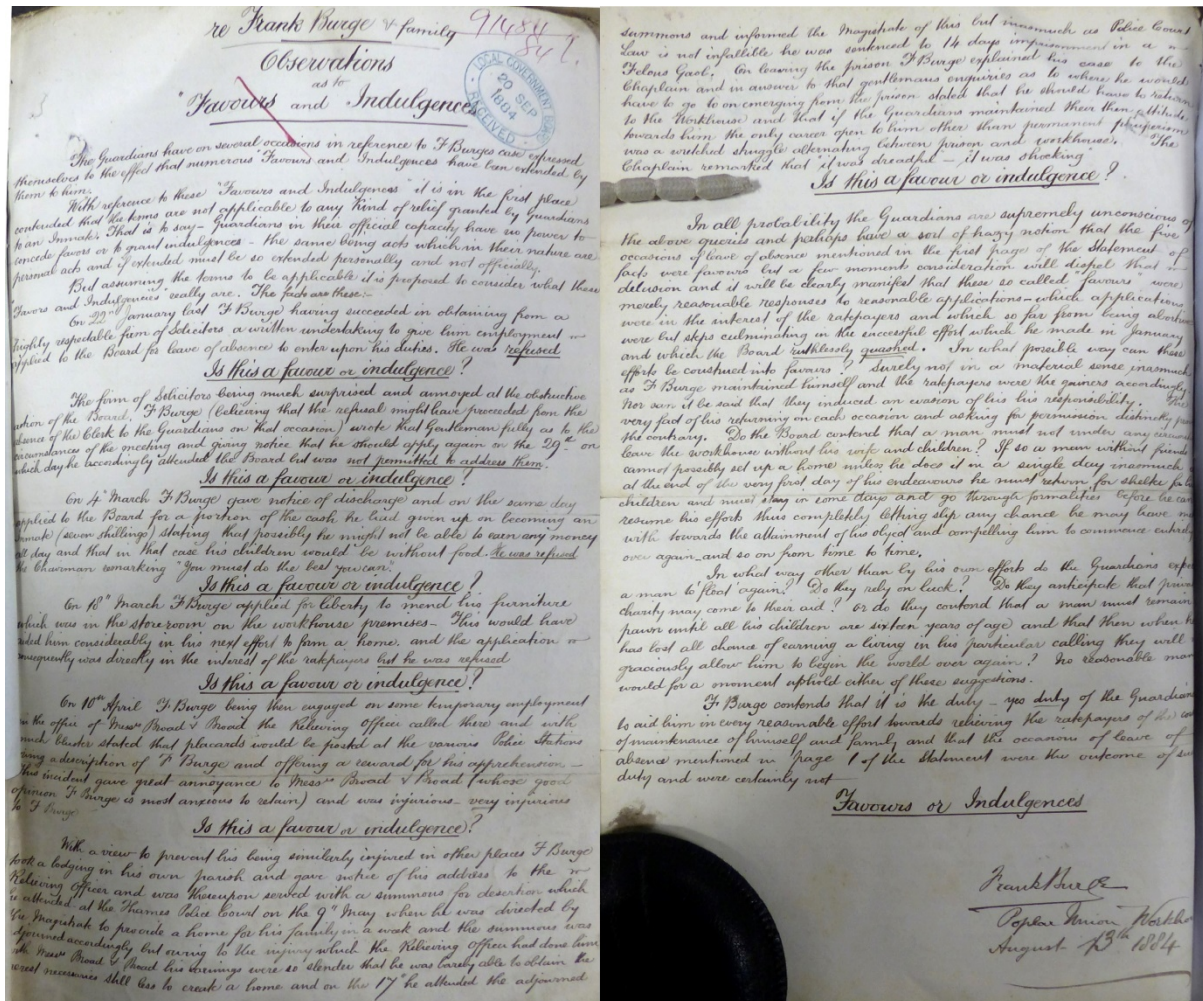 re Frank Burge & family 91484
84
Observations
as to
"Favours and Indulgences
LOCAL GOVERNMENT BOARD
20 SEP
1884
RECEIVED
The Guardians have on several occasions in reference to F Burges case expressed
themselves to the effect that numerous "Favours and Indulgences have been extended by
them to him.
With reference to these "Favours and Indulgences" it is in the first place
contended that the terms are not applicable to any kind of relief granted by Guardians
to an Inmate. That is to say - Guardians in their official capacity have no power to
concede favors or to grant indulgences - the same being acts which in their nature are
personal acts and if extended must be so extended personally and not officially.
But assuming the terms to be applicable it is proposed to consider what these
"Favors and Indulgencies" really are. The facts are these:-
On 22nd January last F Burge having succeeded in obtaining from a
highly respectable firm of Solicitors a written undertaking to give him employment
applied to the Board for leave of absence to enter upon his duties. He was refused
Is this a favour or indulgence?
The firm of Solicitors being much surprised and annoyed at the obstructive
action of the Board, F Burge (believing that the refusal might have proceeded from the
absence of the Clerk to the Guardians on that occasion) wrote that Gentleman fully as to the
circumstances of the meeting and giving notice that he should apply again on the 29th on
which day he accordingly attended the Board but was not permitted to address them.
Is this a favour or indulgence?
On 4th March F Burge gave notice of discharge and on the same day
applied to the Board for a portion of the cash he had given up on becoming an
Inmate (seven shillings) stating that possibly he might not be able to earn any money
day and that in that case his children would be without food. He was refused
the Chairman remarking "You must do the best you can".
Is this a favour or indulgence?
On 18th March F Burge applied for liberty to mend his furniture
which was in the storeroom on the workhouse premises - This would have
aided him considerably in his next effort to form a home. and the application
consequently was directly in the interest of the ratepayers but he was refused
Is this a favour or indulgence?
On 10th April F Burge being then engaged on some temporary employment
in the office of Messrs Broad & Broad the Relieving Officer called there and with
much bluster stated that placards would be posted at the various Police Stations
giving a description of F Burge and offering a reward for his apprehension -
This incident gave great annoyance to Messrs Broad & Broad (whose good
opinion F Burge is most anxious to retain) and was injurious - very injurious
to F Burge
Is this a favour or indulgence?
With a view to prevent his being similarly injured in other places F Burge
took a lodging in his own parish and gave notice of his address to the
Relieving Officer and was thereupon served with a summons for desertion which
he attended at the Thames Police Court on the 9th May when he was directed by
the Magistrate to provide a home for his family in a week and the summons was
adjourned accordingly but owing to the injury which the Relieving Officer had done him
with Messrs Broad & Broad his earnings were so slender that he was barely able to obtain the
merest necessaries still less to create a home and on the 17th he attended the adjourned
summons and informed the Magistrate of this but inasmuch as Police Court
Law is not infallible he was sentenced to 14 days imprisonment in a
Felons Gaol. On leaving the prison F Burge explained his case to the
Chaplain and in answer to that gentlemans enquiries as to where he would
have to go to on emerging from the prison stated that he should have to return
to the Workhouse and that if the Guardians maintained their then attitude
towards him the only career open to him other than permanent pauperism
was a wretched struggle alternating between prison and workhouse. The
Chaplain remarked that "it was dreadful - it was shocking"
Is this a favour or indulgence?
In all probability the Guardians are supremely unconscious of
the above queries and perhaps have a sort of hazy notion that the five
occasions of leave of absence mentioned in the first page of the Statement of
facts were favours but a few moments consideration will dispel that
delusion and it will be clearly manifest that these so called "favours" were
merely reasonable responses to reasonable applications - which applications
were in the interest of the ratepayers and which so far from being abortive
were but steps culminating in the successful effort which he made in January
and which the Board ruthlessly quashed. In what possible way can these
efforts be construed into favours? Surely not in a material sense inasmuch
as F Burge maintained himself and the ratepayers were the gainers accordingly
Nor can it be said that they induced an evasion of his his responsibility. The
very fact of his returning on each occasion and asking for permission distinctly
the contrary. Do the Board contend that a man must not under any circums
leave the workhouse without his wife and children? If so a man without friends
cannot possibly set up a home unless he does it in a single day inasmuch
at the end of the very first day of his endeavours he must return for shelter for his
children and must stay in some days and go through formalities before he can
resume his efforts thus completely letting slip any chance he may have met
with towards the attainment of his object and compelling him to commence entirely
over again - and so on from time to time.
In what way other than by his own efforts do the Guardians expect
a man to 'float' again? Do they rely on luck? Do they anticipate that private
charity may come to their aid? or do they contend that a man must remain
pawn until all his children are sixteen years of age and that then when he
has lost all chance of earning a living in his particular calling they will
graciously allow him to begin the world over again? No reasonable man
would for a moment uphold either of these suggestions.
F Burge contends that it is the duty - yes duty of the Guardians
to aid him in every reasonable effort towards relieving the ratepayers of the cost
of maintenance of himself and family and that the occasions of leave of
absence mentioned in page 1 of the Statement were the outcome of such
duty and were certainly not
Favours or Indulgences
Frank Burge
Poplar Union Workhouse
August 13th 1884